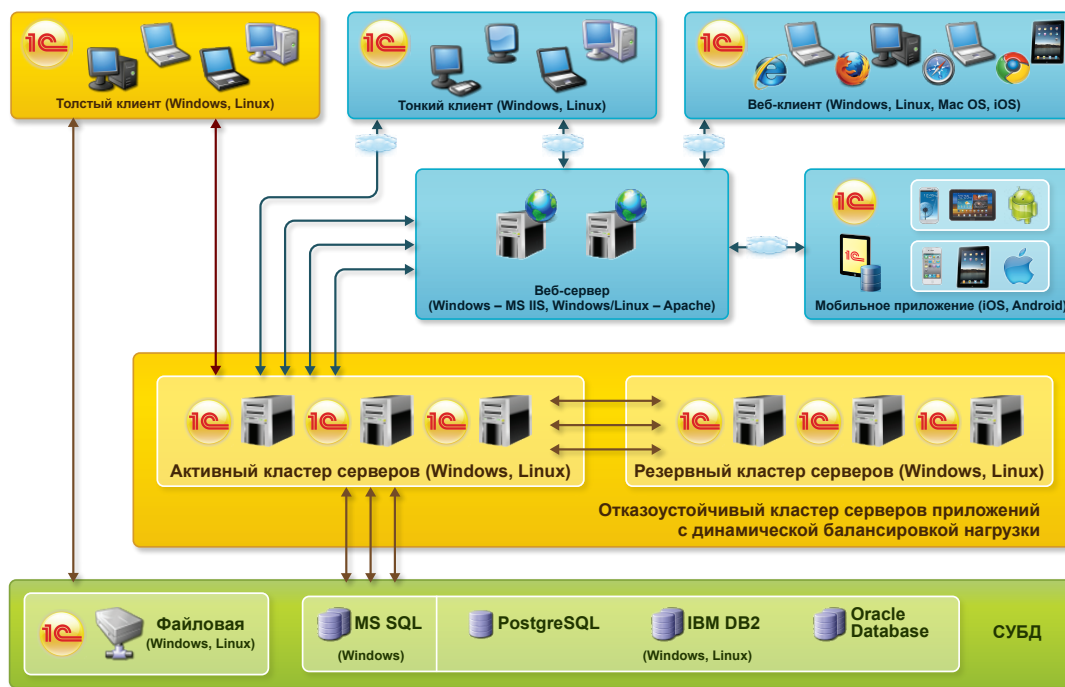 1С
Толстый клиент (Windows, Linux)
1С
Тонкий клиент (Windows, Linux)
1С
Веб-клиент (Windows, Linux, Mac OS, iOS)
Веб-сервер
(Windows – MS IIS, Windows/Linux – Apache)
1С
1С
Мобильное приложение (iOS, Android)
1С
1С
1С
Активный кластер серверов (Windows, Linux)
1С
1С
1С
Резервный кластер серверов (Windows, Linux)
Отказоустойчивый кластер серверов приложений
с динамической балансировкой нагрузки
1С
Файловая
(Windows, Linux)
MS SQL
(Windows)
PostgreSQL
IBM DB2
Oracle
Database
(Windows, Linux)
СУБД